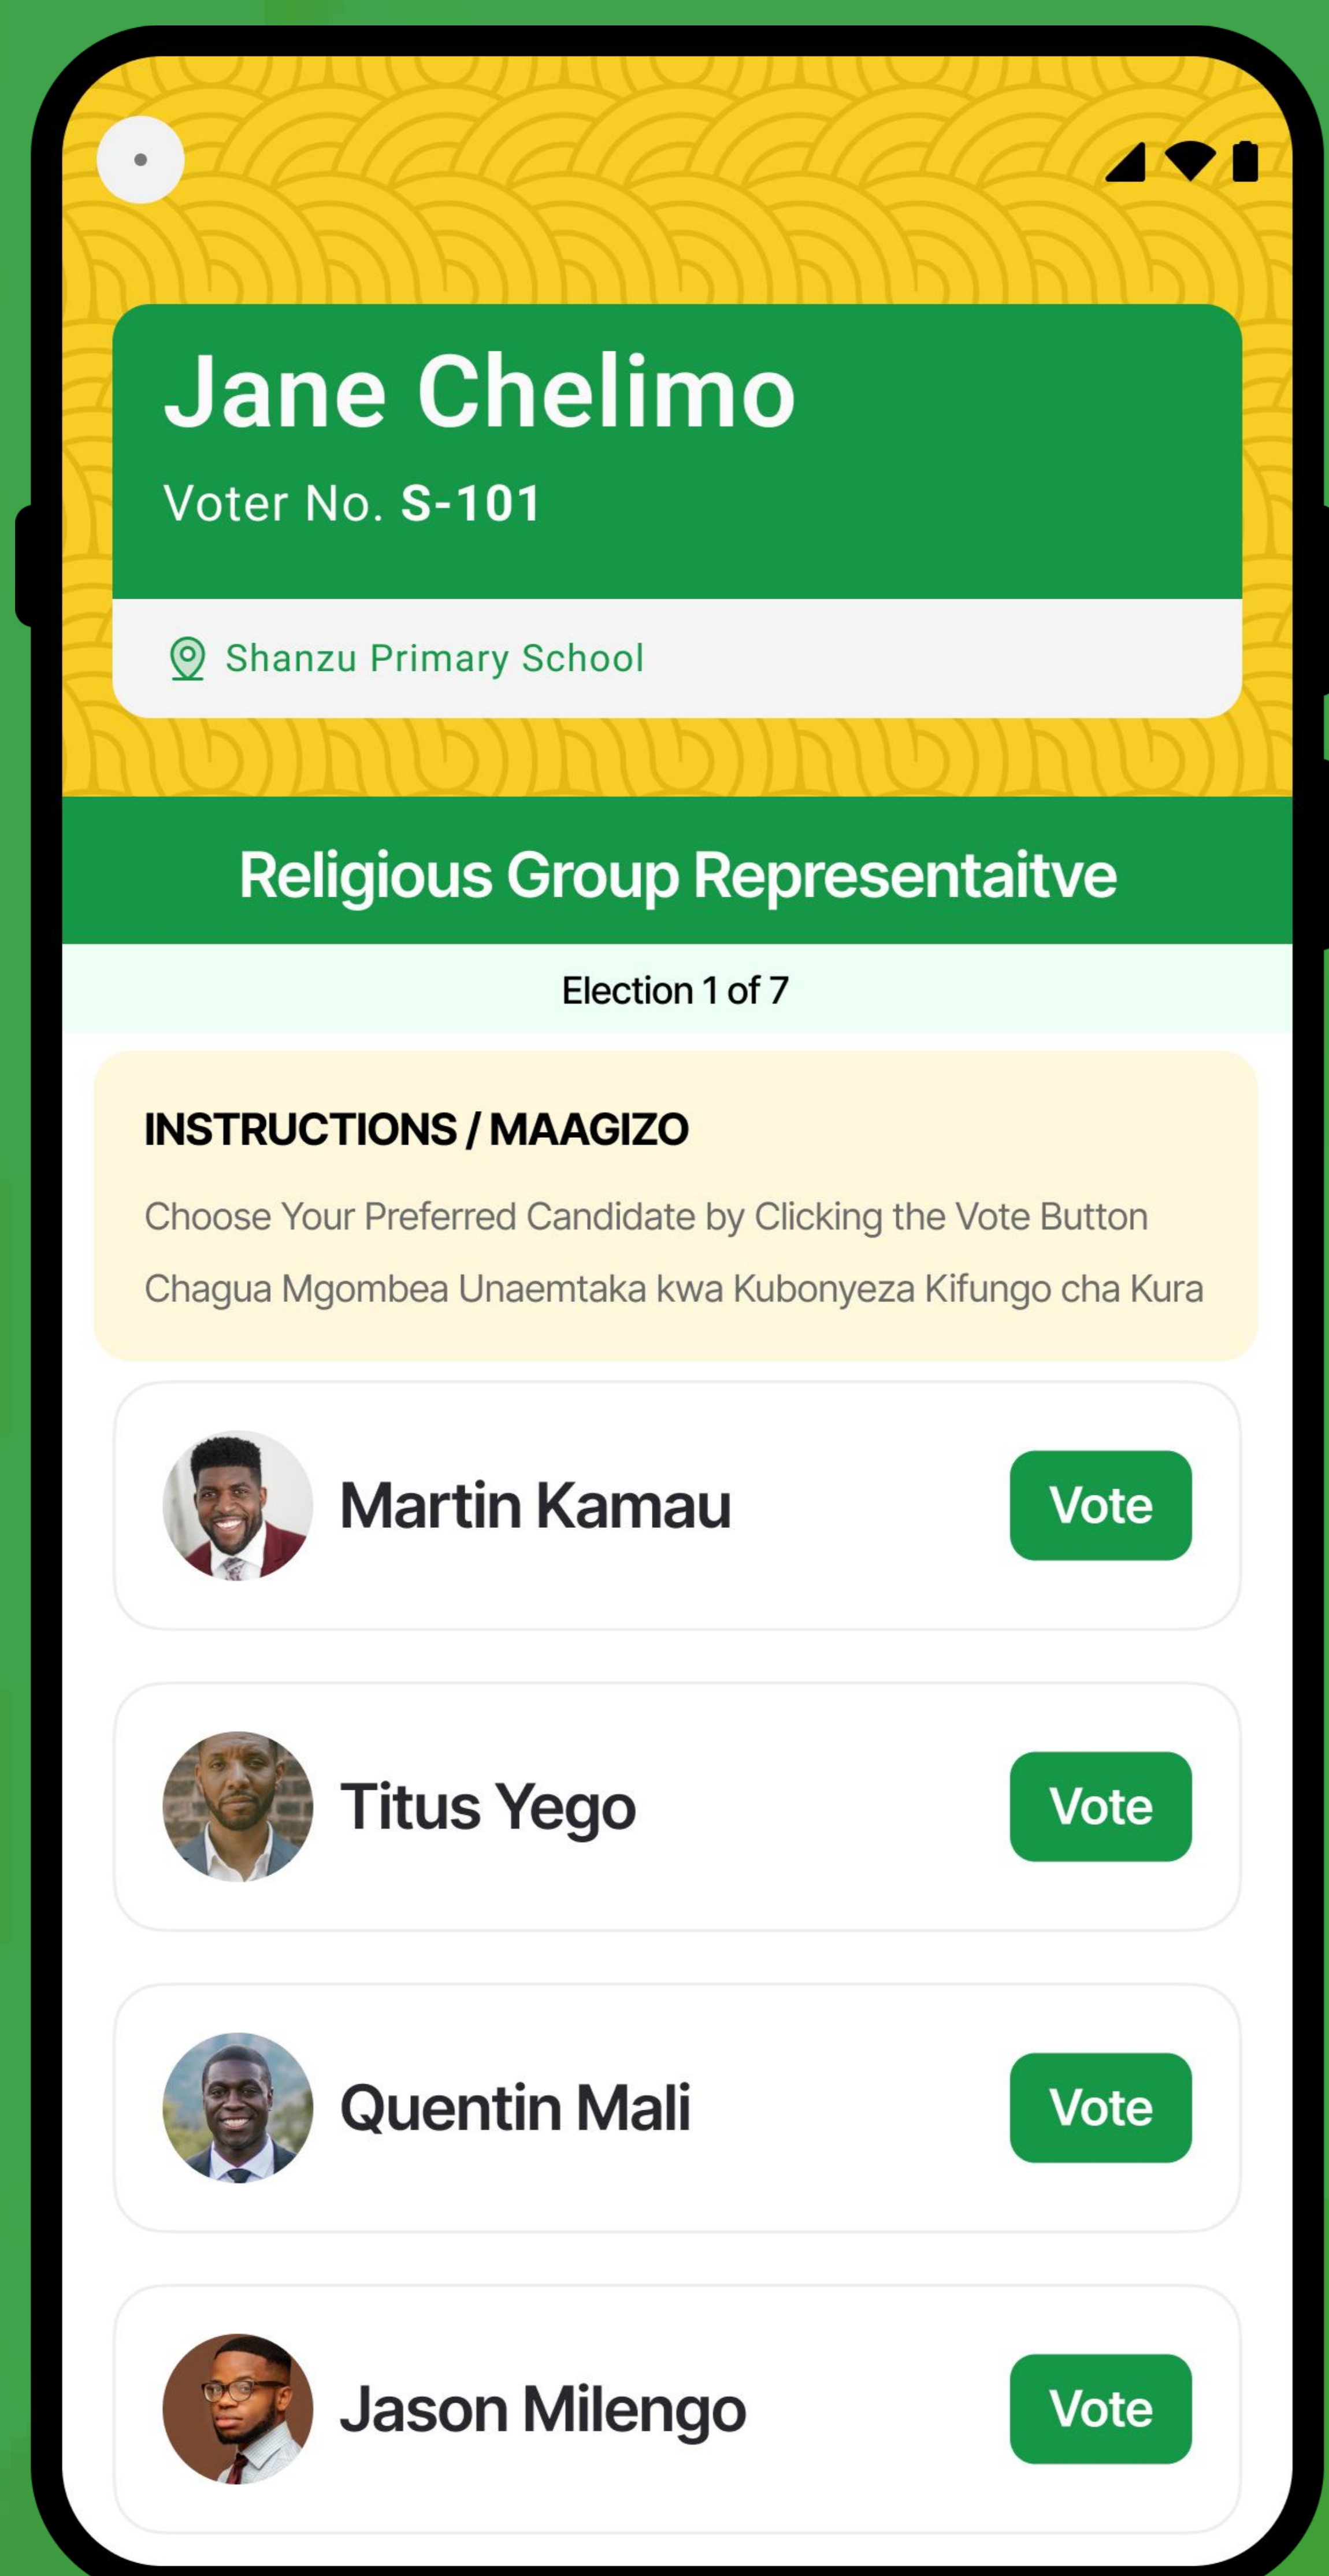 Jane Chelimo
Voter No. S-101
Shanzu Primary School
Religious Group Representaitve
Election 1 of 7
INSTRUCTIONS / MAAGIZO
Choose Your Preferred Candidate by Clicking the Vote Button
Chagua Mgombea Unaemtaka kwa Kubonyeza Kifungo cha Kura
Martin Kamau Vote
Titus Yego Vote
Quentin Mali Vote
Jason Milengo Vote